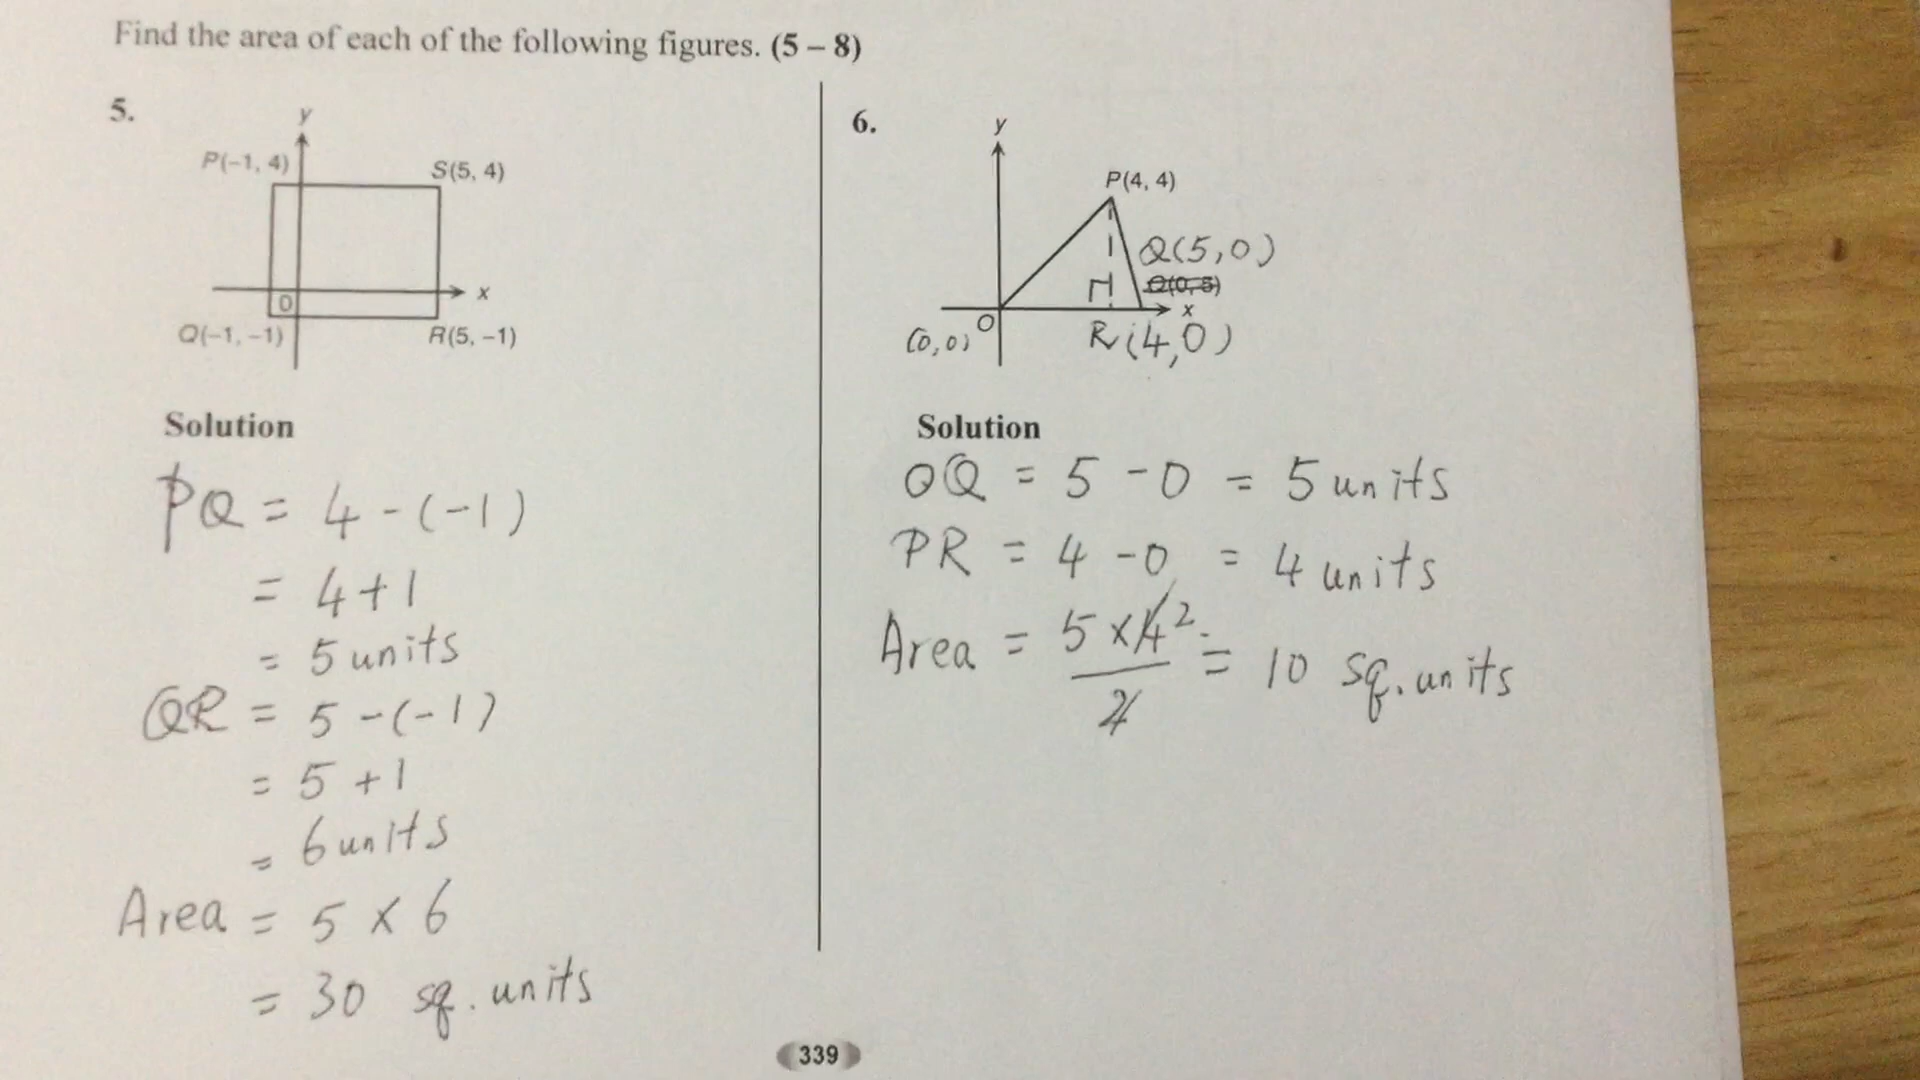 Find the area of each of the following figures. (5 – 8)
5.
y
P(−1, 4)
S(5, 4)
O
x
Q(−1, −1)
R(5, −1)
Solution
PQ = 4 - (-1)
= 4 + 1
= 5 units
QR = 5 - (-1)
= 5 + 1
= 6 units
Area = 5 × 6
= 30 sq. units
6.
y
P(4, 4)
Q(5, 0)
Q(0, 5)
x
O
(0, 0)
R(4, 0)
Solution
OQ = 5 - 0 = 5 units
PR = 4 - 0 = 4 units
Area = 5 × 4 2 = 10 sq. units
2
339